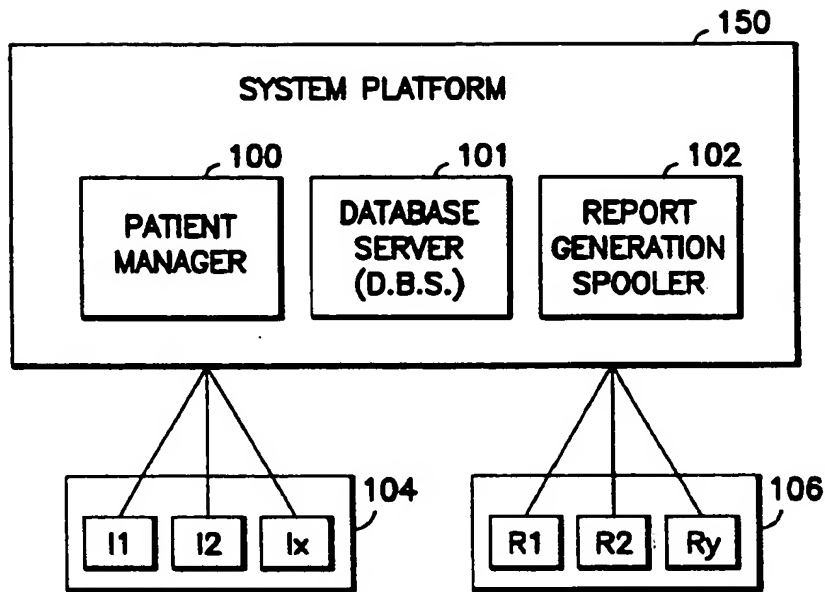 150
SYSTEM PLATFORM
100
101
102
PATIENT
MANAGER
DATABASE
SERVER
(D.B.S.)
REPORT
GENERATION
SPOOLER
104
106
I1
I2
Ix
R1
R2
Ry